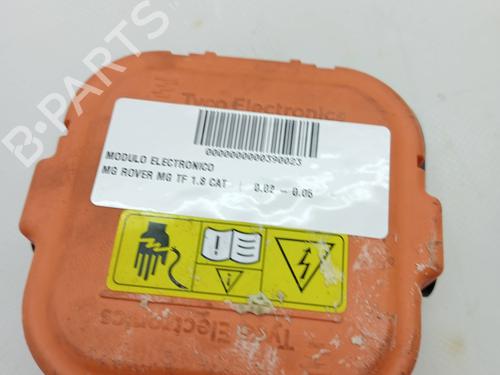 Tyco Electronics
0000000000390023
MODULO ELECTRONICO
MG ROVER MG TF 1.8 CAT | 0.02 - 0.05
B-PARTS
Tyco Electronics